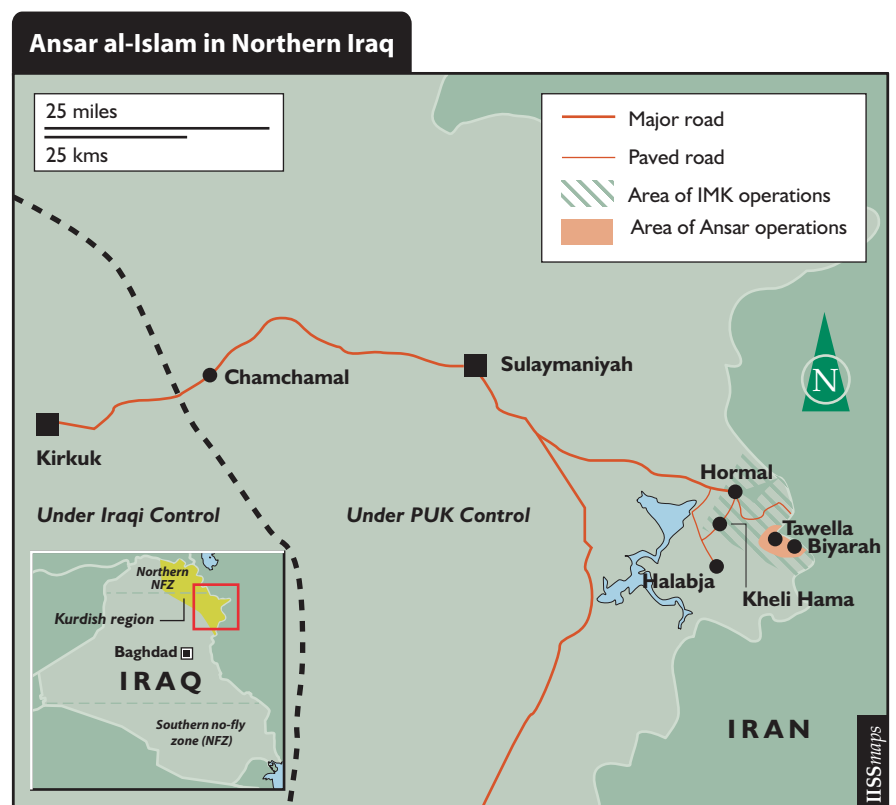 Ansar al-Islam in Northern Iraq
25 miles
25 kms
Major road
Paved road
Area of IMK operations
Area of Ansar operations
N
Sulaymaniyah
Chamchamal
Kirkuk
Hormal
Under Iraqi Control
Under PUK Control
Tawella
Biyarah
Halabja
Kheli Hama
Northern
NFZ
Kurdish region
Baghdad
IRAQ
Southern no-fly
zone (NFZ)
IRAN
IISSmaps